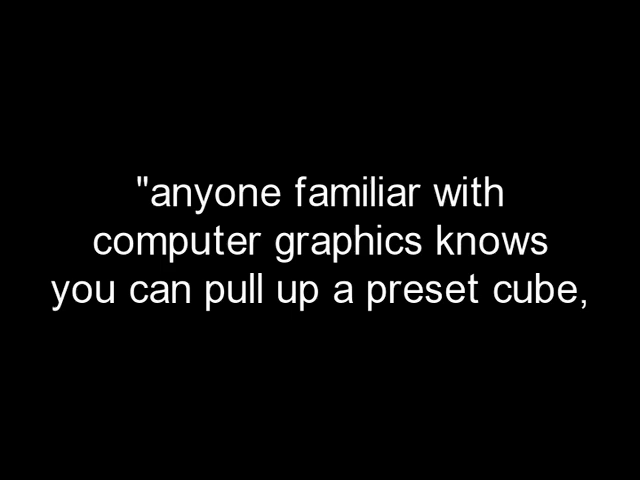 "anyone familiar with
computer graphics knows
you can pull up a preset cube,